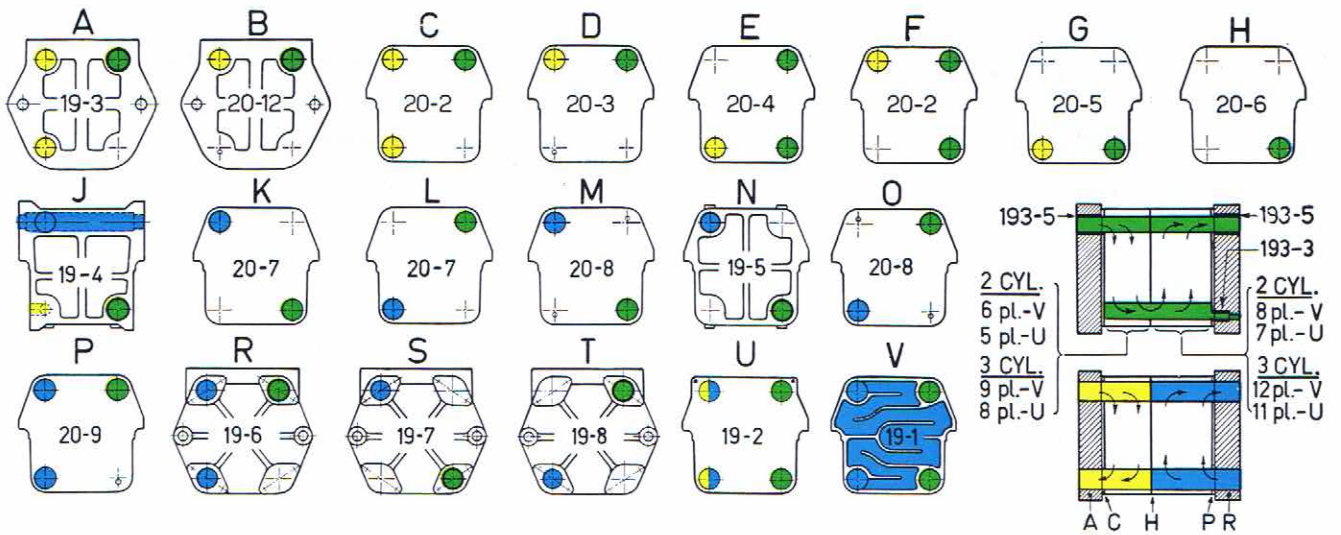 A B C D E F G H
19-3 20-12 20-2 20-3 20-4 20-2 20-5 20-6
J K L M N O
19-4 20-7 20-7 20-8 19-5 20-8
P R S T U V
20-9 19-6 19-7 19-8 19-2 19-1
193-5 193-5
193-3
2 CYL.
6 pl.-V
5 pl.-U
3 CYL.
9 pl.-V
8 pl.-U
2 CYL.
8 pl.-V
7 pl.-U
3 CYL.
12 pl.-V
11 pl.-U
A C H P R